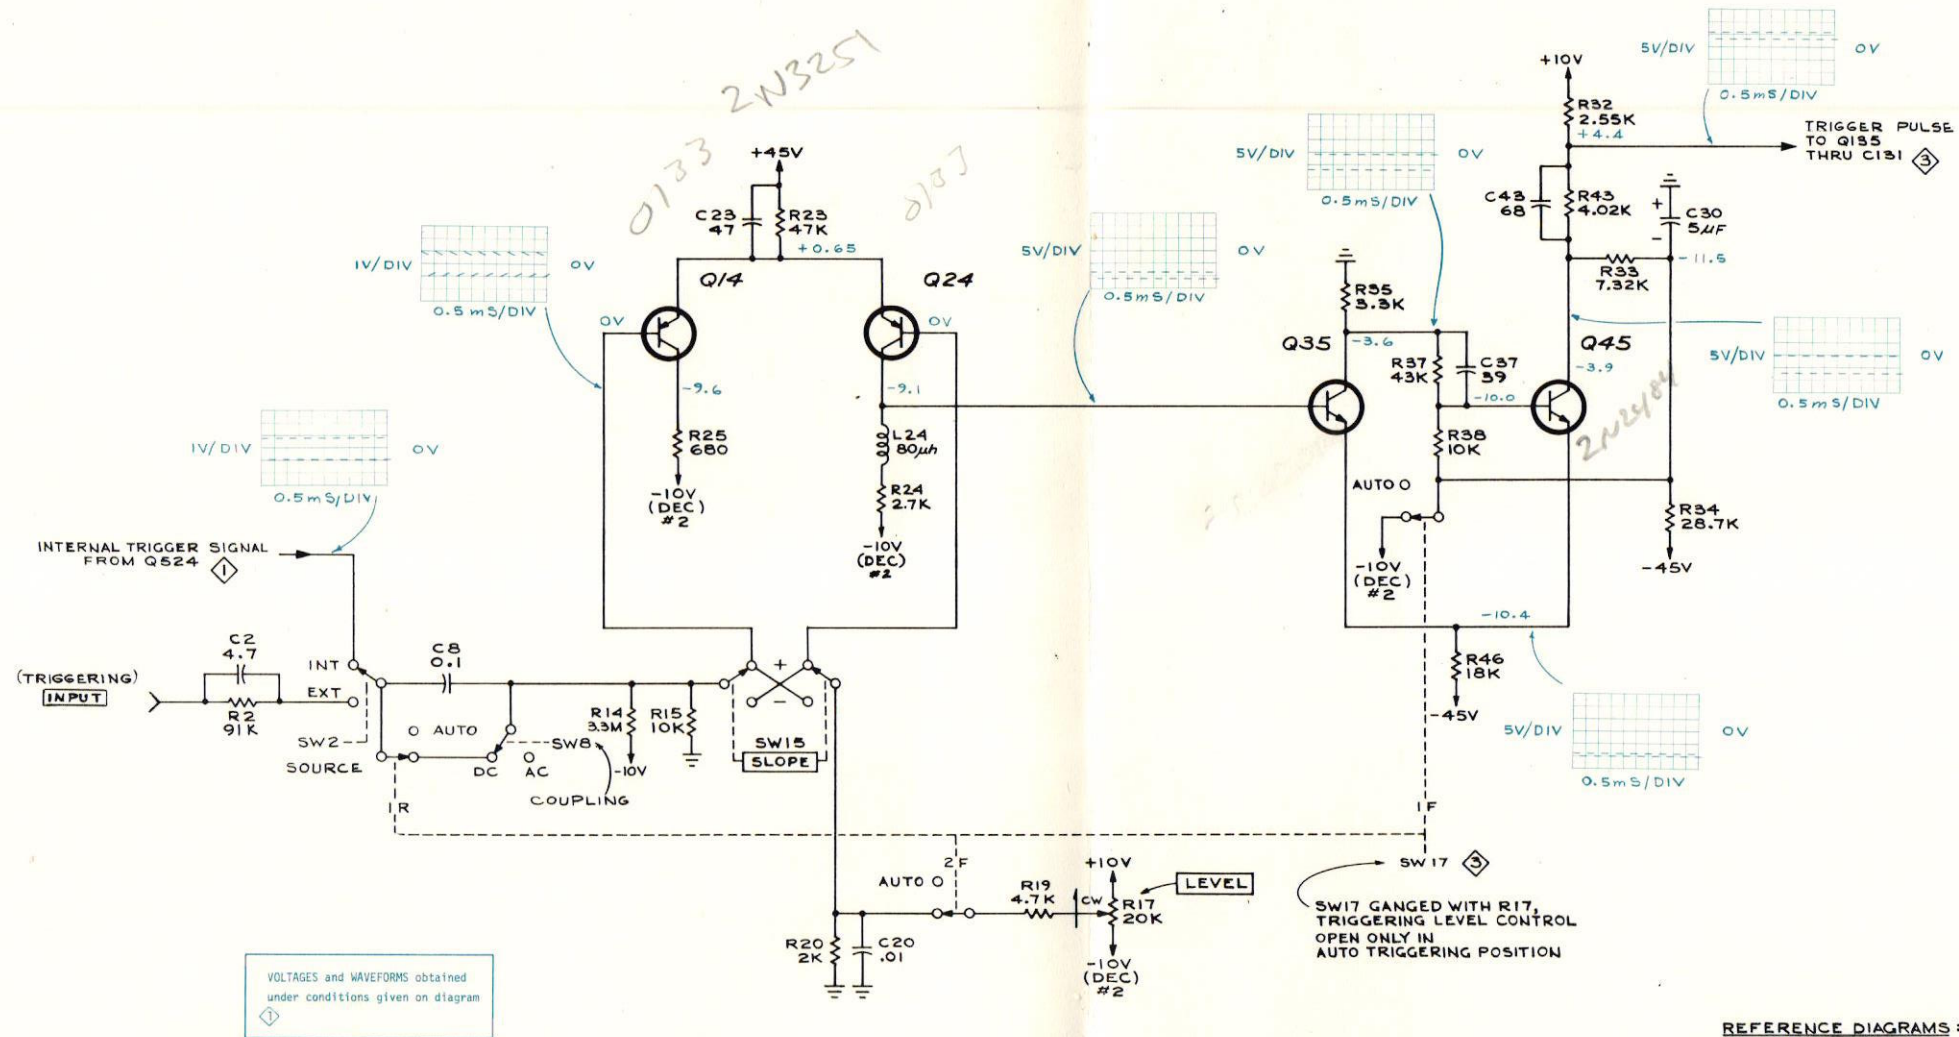 2N3251
0133
0133
+45V
C23
47
R23
47K
+0.65
Q14
Q24
1V/DIV
0V
0.5mS/DIV
0V
0V
-9.6
-9.1
R25
680
-10V
(DEC)
#2
L24
80µh
R24
2.7K
-10V
(DEC)
#2
1V/DIV
0V
0.5mS/DIV
INTERNAL TRIGGER SIGNAL
FROM Q524
1
(TRIGGERING)
INPUT
C2
4.7
R2
91K
INT
EXT
SW2
SOURCE
C8
0.1
AUTO
SW8
DC
AC
COUPLING
R14
3.3M
-10V
R15
10K
+
-
SW15
SLOPE
1R
2F
1F
AUTO
R20
2K
C20
.01
R19
4.7K
CW
+10V
R17
20K
LEVEL
-10V
(DEC)
#2
SW17
3
SW17 GANGED WITH R17,
TRIGGERING LEVEL CONTROL
OPEN ONLY IN
AUTO TRIGGERING POSITION
5V/DIV
0V
0.5mS/DIV
5V/DIV
0V
0.5mS/DIV
5V/DIV
0V
0.5mS/DIV
+10V
R32
2.55K
+4.4
TRIGGER PULSE
TO Q135
THRU C131
3
C43
68
R43
4.02K
+
C30
5µF
-
-11.5
R33
7.32K
R35
3.3K
Q35
-3.6
R37
43K
C37
39
-10.0
Q45
-3.9
2N2484
5V/DIV
0V
0.5mS/DIV
R38
10K
AUTO
-10V
(DEC)
#2
R34
28.7K
-45V
-10.4
R46
18K
-45V
5V/DIV
0V
0.5mS/DIV
VOLTAGES and WAVEFORMS obtained
under conditions given on diagram
1
REFERENCE DIAGRAMS: